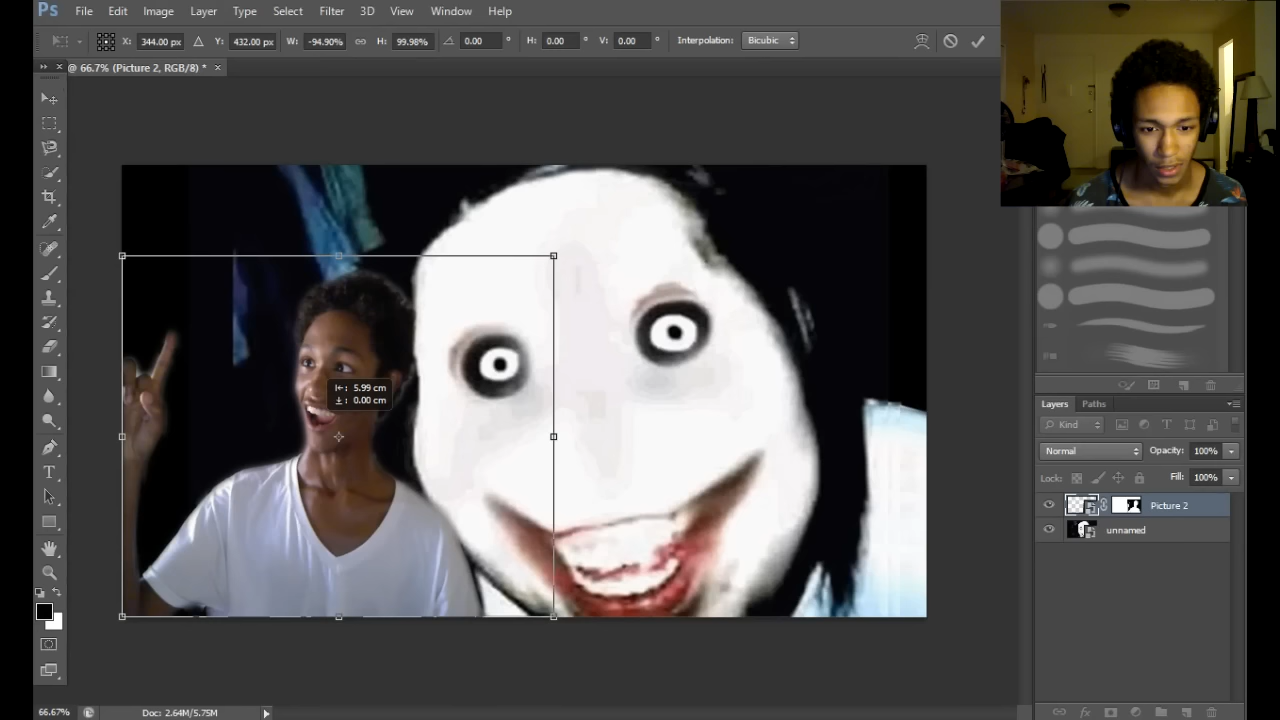 Ps File Edit Image Layer Type Select Filter 3D View Window Help
X: 344.00 px Y: 432.00 px W: -94.90% H: 99.98% 0.00 ° H: 0.00 ° V: 0.00 ° Interpolation: Bicubic
@ 66.7% (Picture 2, RGB/8) * ×
5.99 cm
0.00 cm
Layers Paths
Kind
Normal Opacity: 100%
Lock: Fill: 100%
Picture 2
unnamed
66.67% Doc: 2.64M/5.75M